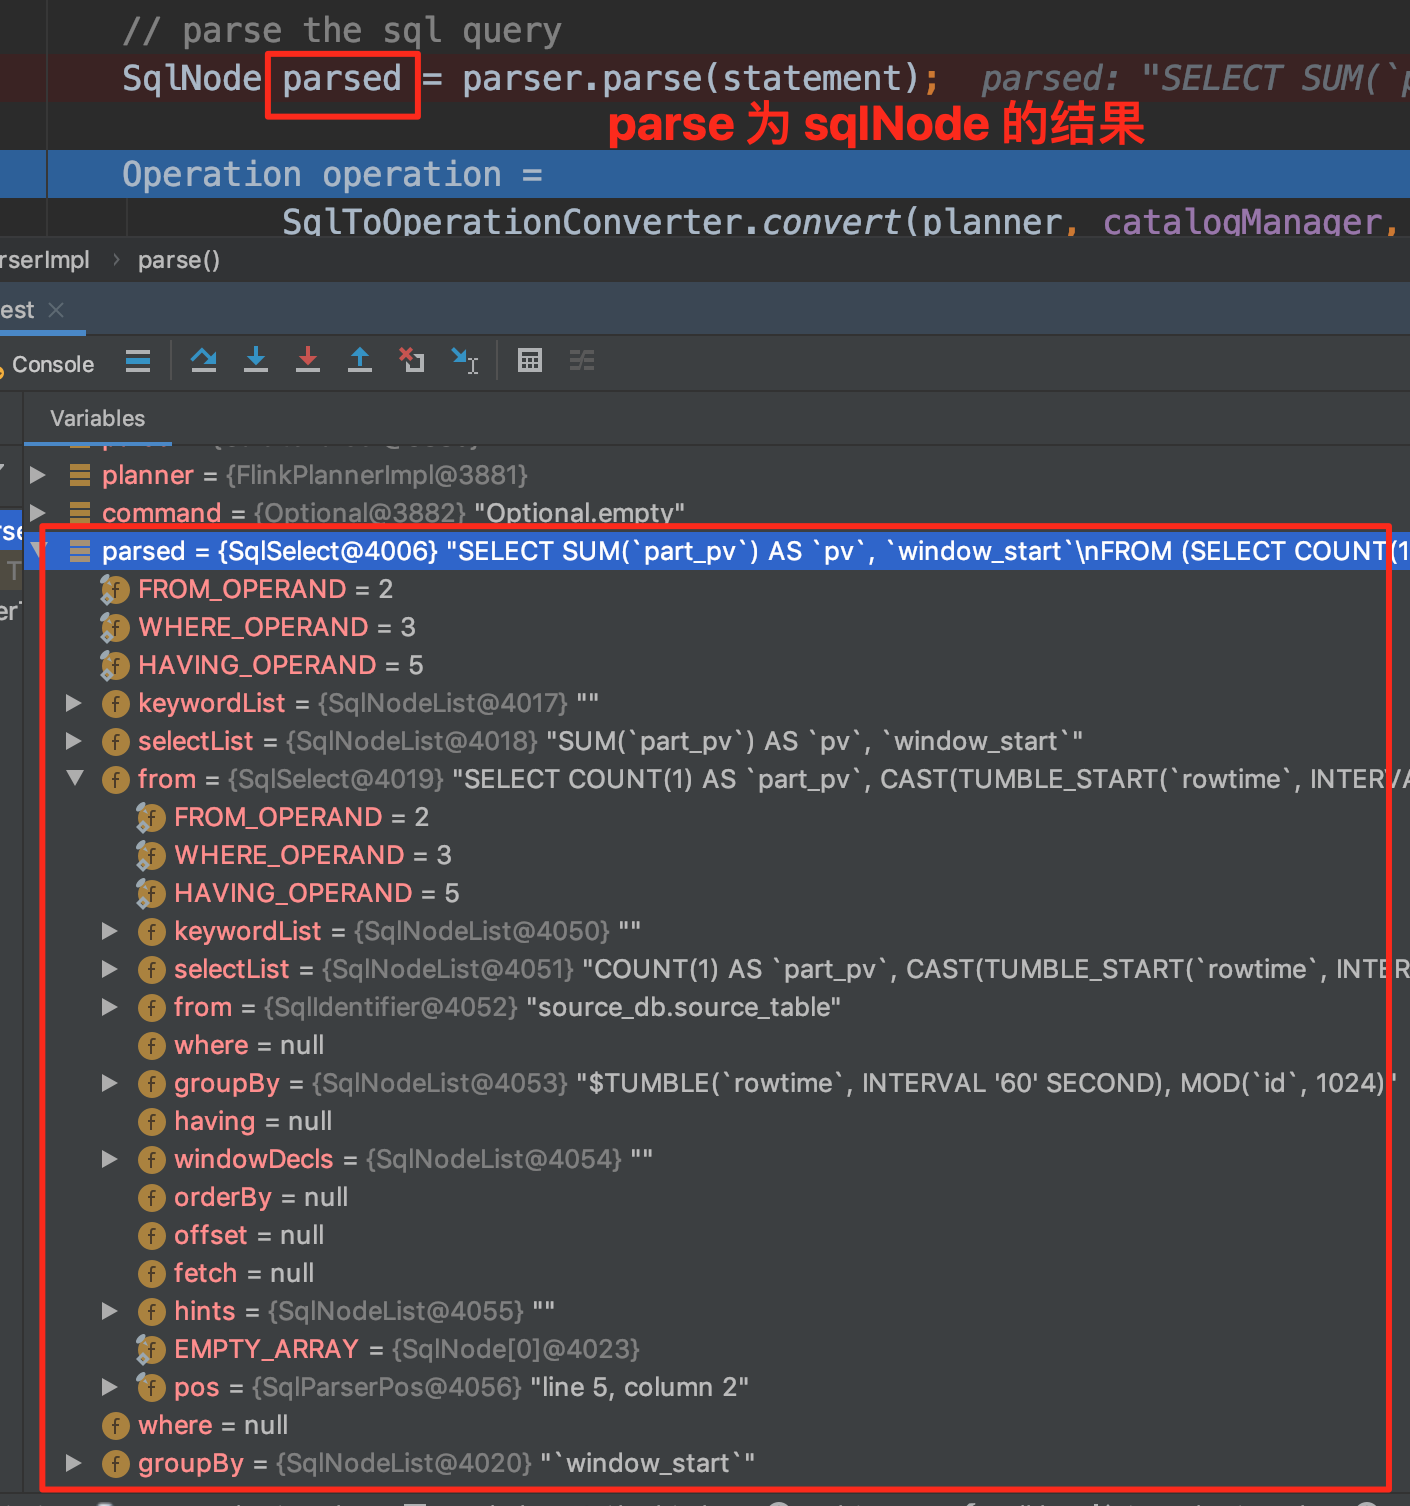 // parse the sql query
SqlNode parsed = parser.parse(statement); parsed: "SELECT SUM(`
parse 为 sqlNode 的结果
Operation operation =
SqlToOperationConverter.convert(planner, catalogManager,
rserImpl › parse()
est ×
Console
Variables
planner = {FlinkPlannerImpl@3881}
command = {Optional@3882} "Optional.empty"
parsed = {SqlSelect@4006} "SELECT SUM(`part_pv`) AS `pv`, `window_start`\nFROM (SELECT COUNT(1
FROM_OPERAND = 2
WHERE_OPERAND = 3
HAVING_OPERAND = 5
keywordList = {SqlNodeList@4017} ""
selectList = {SqlNodeList@4018} "SUM(`part_pv`) AS `pv`, `window_start`"
from = {SqlSelect@4019} "SELECT COUNT(1) AS `part_pv`, CAST(TUMBLE_START(`rowtime`, INTERVA
FROM_OPERAND = 2
WHERE_OPERAND = 3
HAVING_OPERAND = 5
keywordList = {SqlNodeList@4050} ""
selectList = {SqlNodeList@4051} "COUNT(1) AS `part_pv`, CAST(TUMBLE_START(`rowtime`, INTER
from = {SqlIdentifier@4052} "source_db.source_table"
where = null
groupBy = {SqlNodeList@4053} "$TUMBLE(`rowtime`, INTERVAL '60' SECOND), MOD(`id`, 1024)"
having = null
windowDecls = {SqlNodeList@4054} ""
orderBy = null
offset = null
fetch = null
hints = {SqlNodeList@4055} ""
EMPTY_ARRAY = {SqlNode[0]@4023}
pos = {SqlParserPos@4056} "line 5, column 2"
where = null
groupBy = {SqlNodeList@4020} "`window_start`"